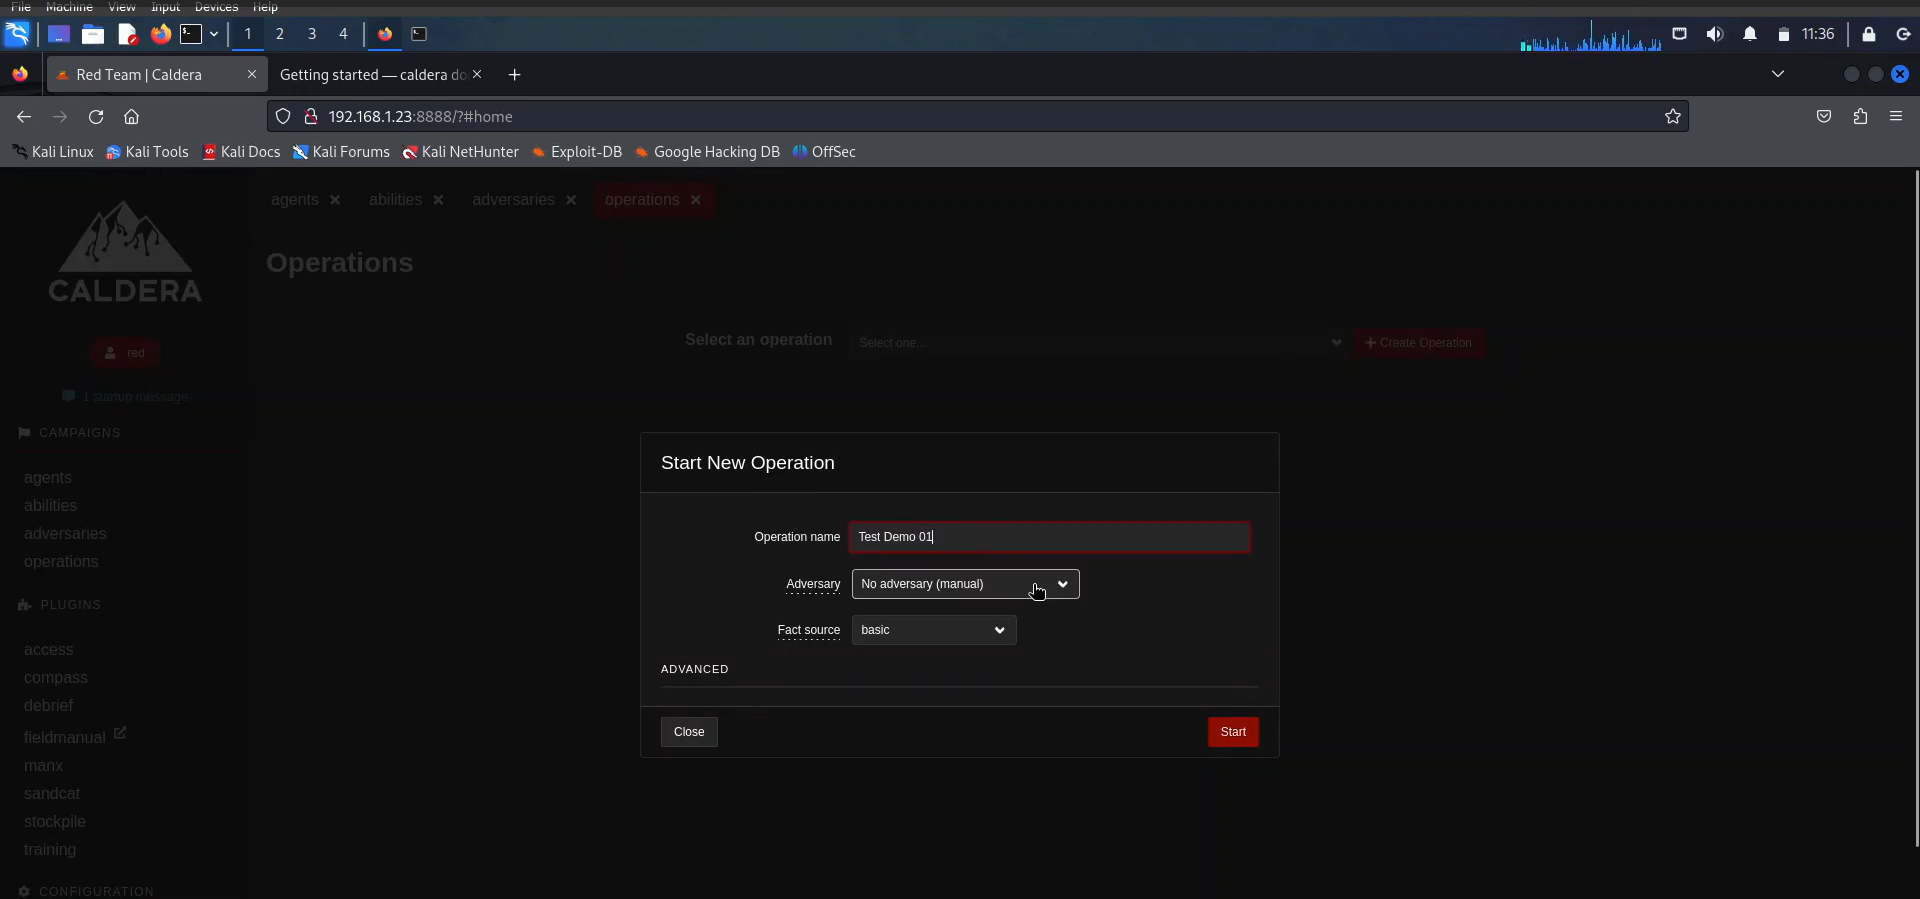 File Machine View Input Devices Help
1 2 3 4 11:36
Red Team | Caldera Getting started — caldera do
192.168.1.23:8888/?#home
Kali Linux Kali Tools Kali Docs Kali Forums Kali NetHunter Exploit-DB Google Hacking DB OffSec
agents abilities adversaries operations
CALDERA
Operations
Select an operation Select one... Create Operation
red
1 startup message
CAMPAIGNS
agents
abilities
adversaries
operations
PLUGINS
access
compass
debrief
fieldmanual
manx
sandcat
stockpile
training
CONFIGURATION
Start New Operation
Operation name Test Demo 01
Adversary No adversary (manual)
Fact source basic
ADVANCED
Close Start